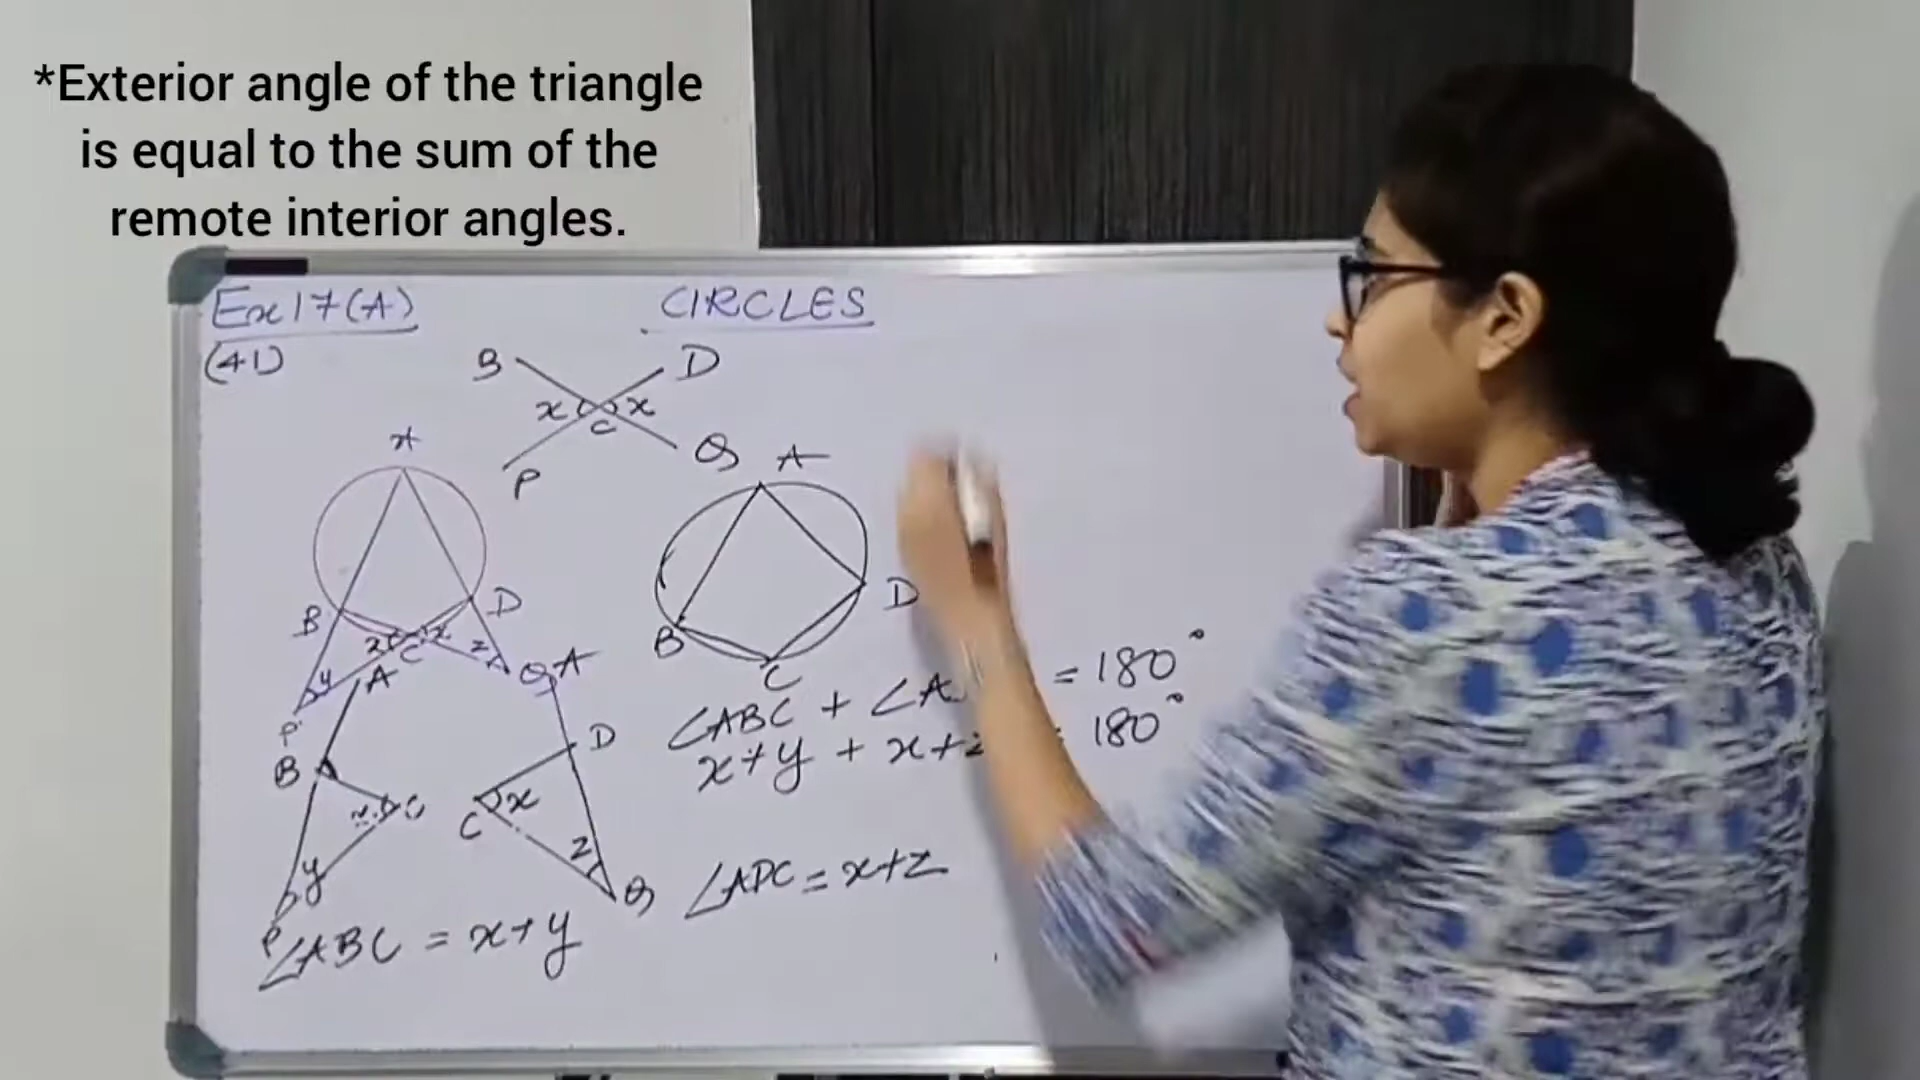 *Exterior angle of the triangle
is equal to the sum of the
remote interior angles.
Ex 17(A)
CIRCLES
(41)
B
D
x
x
C
P
Q
A
A
B
D
x
x
C
z
y
P
Q
B
D
C
A
B
C
y
P
A
D
C
x
z
Q
∠ABC + ∠A = 180°
x+y + x+z = 180°
∠ADC = x+z
∠ABC = x+y